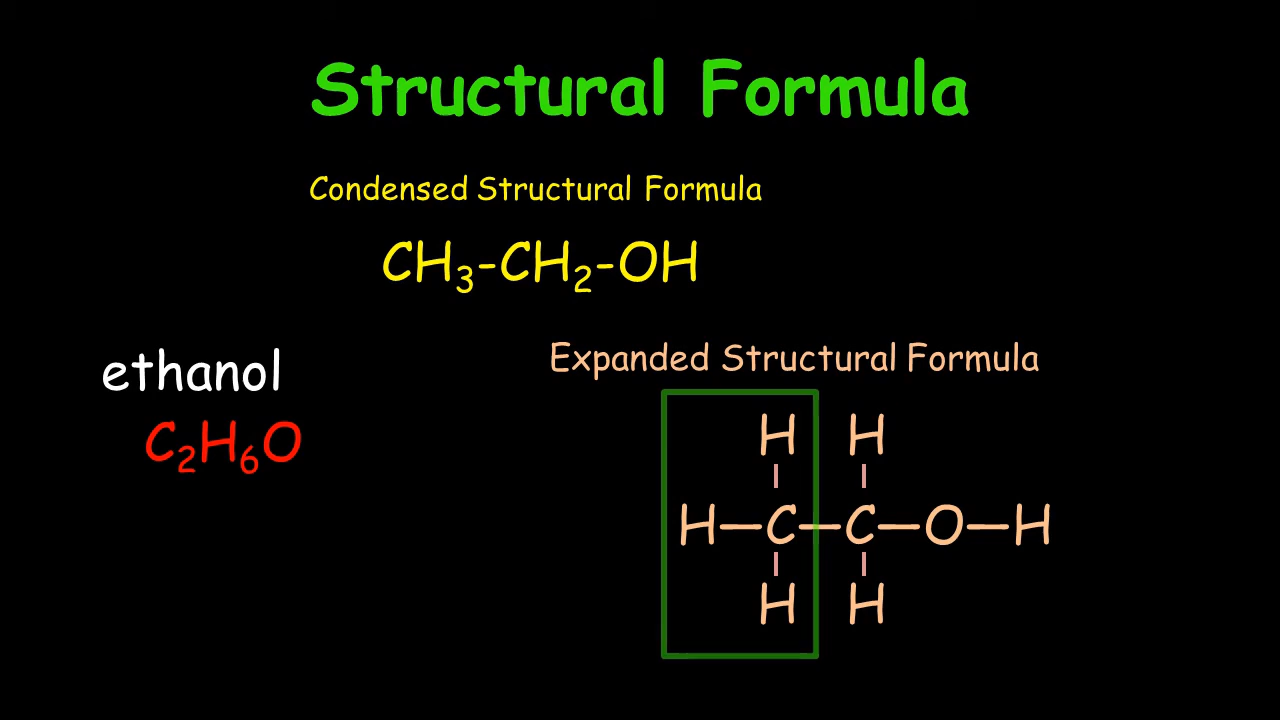 Structural Formula
Condensed Structural Formula
CH₃-CH₂-OH
ethanol
C₂H₆O
Expanded Structural Formula
H H
H—C—C—O—H
H H